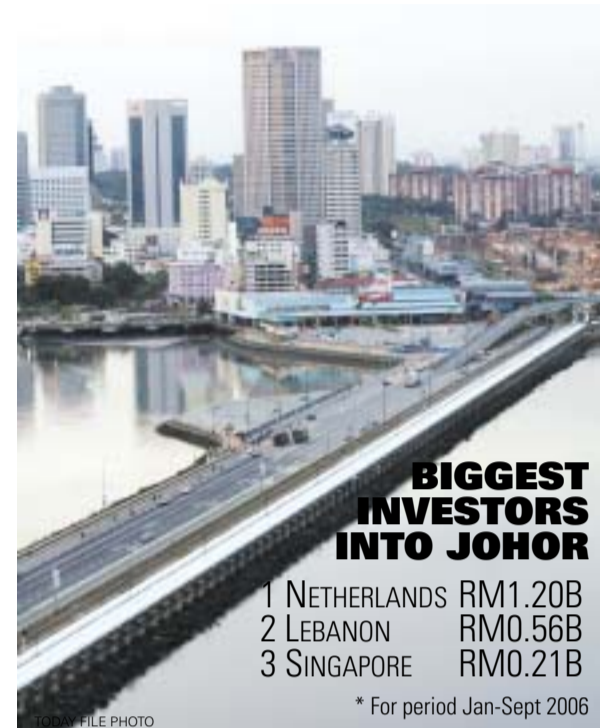 BIGGEST
INVESTORS
INTO JOHOR
1 NETHERLANDS RM1.20B
2 LEBANON RM0.56B
3 SINGAPORE RM0.21B
* For period Jan-Sept 2006
TODAY FILE PHOTO